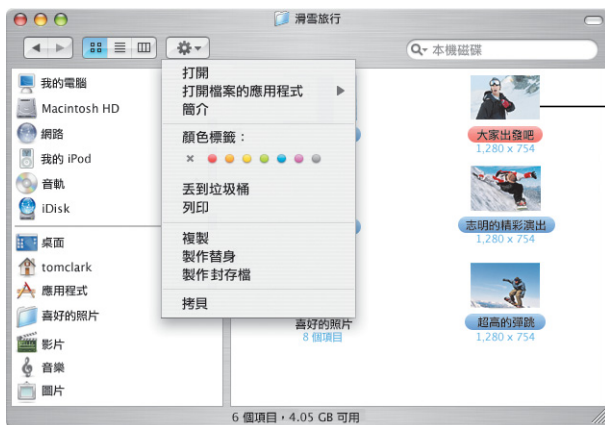 滑雪旅行
本機磁碟
我的電腦
Macintosh HD
網路
我的 iPod
音軌
iDisk
桌面
tomclark
應用程式
喜好的照片
影片
音樂
圖片
打開
打開檔案的應用程式
簡介
顏色標籤：
丟到垃圾桶
列印
複製
製作替身
製作封存檔
拷貝
大家出發吧
1,280 x 754
志明的精彩演出
1,280 x 754
喜好的照片
8 個項目
超高的彈跳
1,280 x 754
6 個項目，4.05 GB 可用